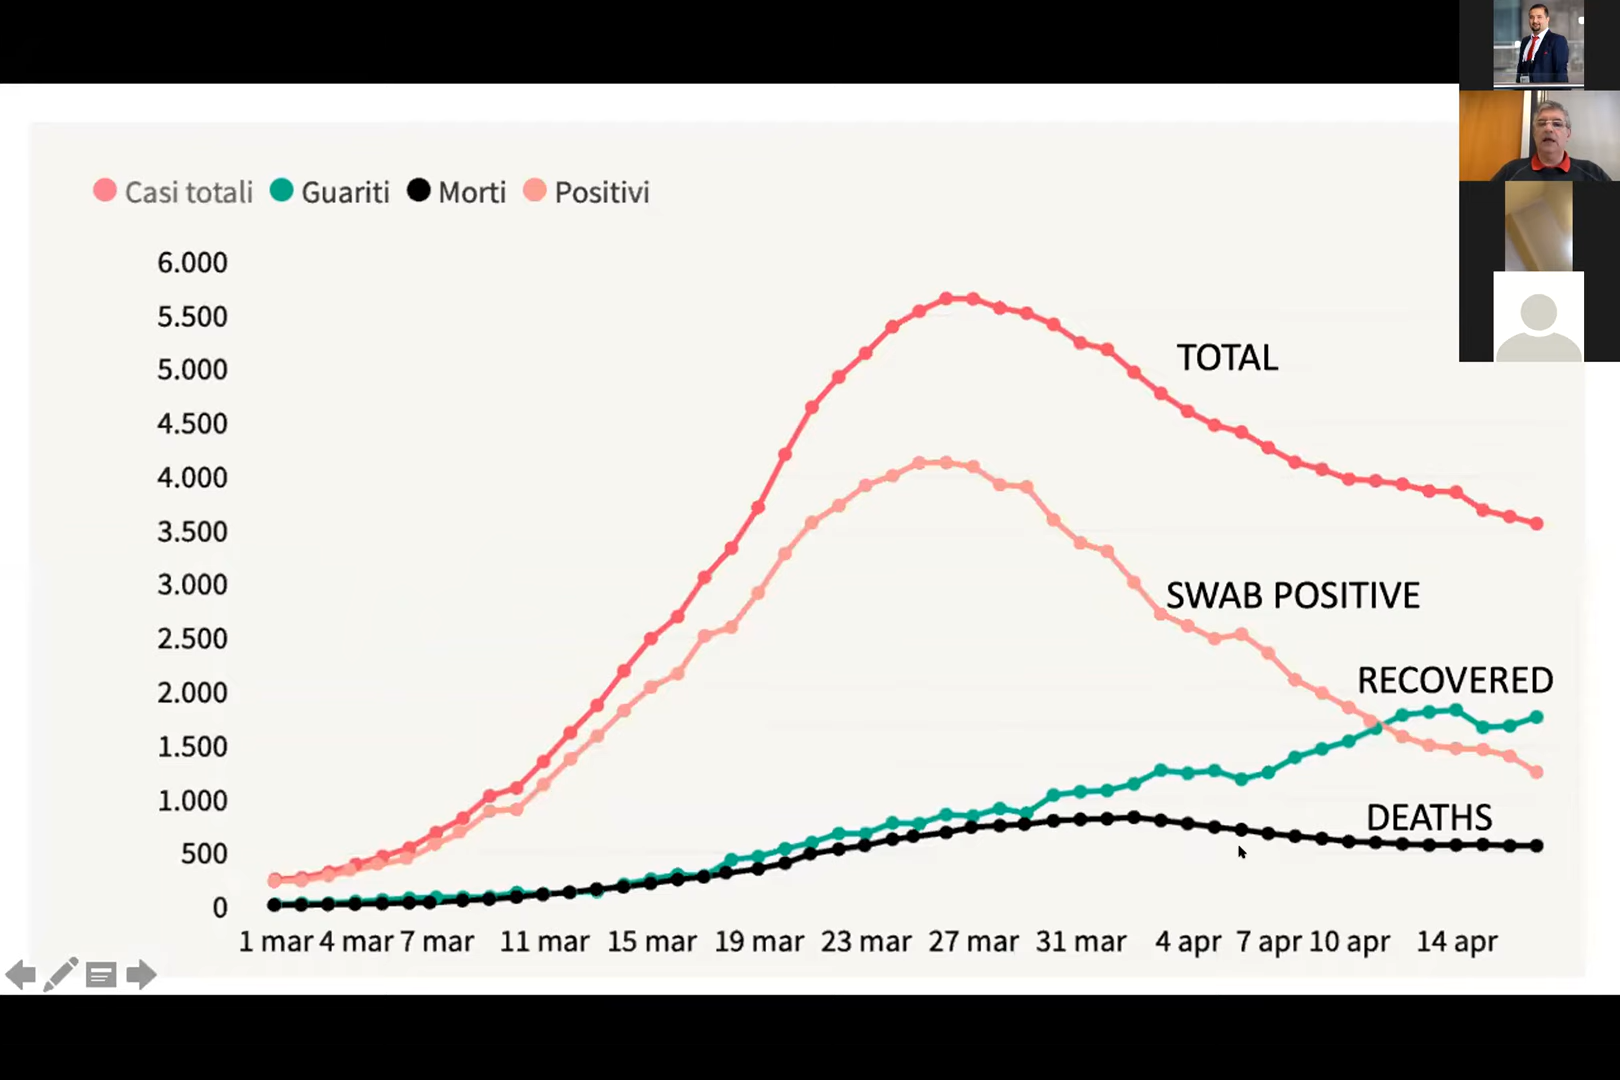 Casi totali Guariti Morti Positivi
6.000
5.500
TOTAL
5.000
4.500
4.000
3.500
SWAB POSITIVE
3.000
2.500
RECOVERED
2.000
1.500
DEATHS
1.000
500
0
1 mar 4 mar 7 mar 11 mar 15 mar 19 mar 23 mar 27 mar 31 mar 4 apr 7 apr 10 apr 14 apr